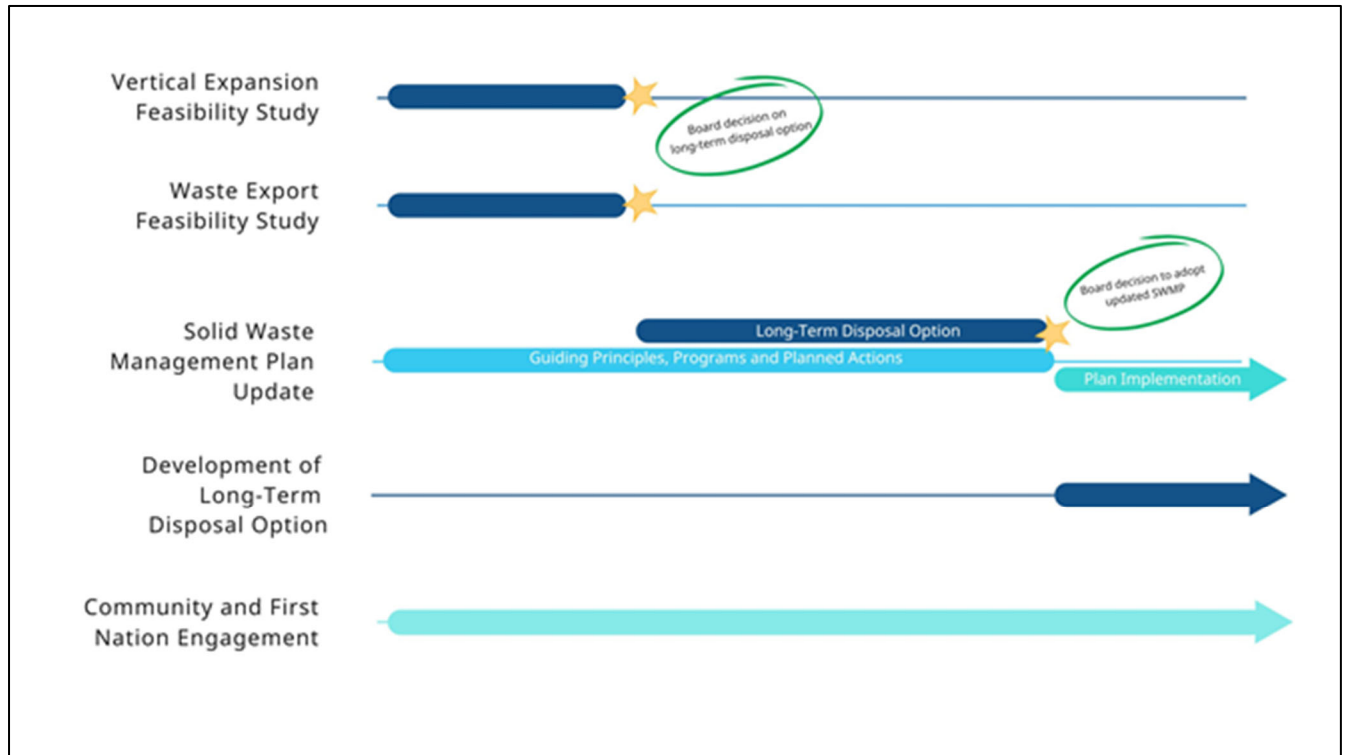 Vertical Expansion
Feasibility Study
Board decision on
long-term disposal option
Waste Export
Feasibility Study
Board decision to adopt
updated SWMP
Solid Waste
Management Plan
Update
Long-Term Disposal Option
Guiding Principles, Programs and Planned Actions
Plan Implementation
Development of
Long-Term
Disposal Option
Community and First
Nation Engagement